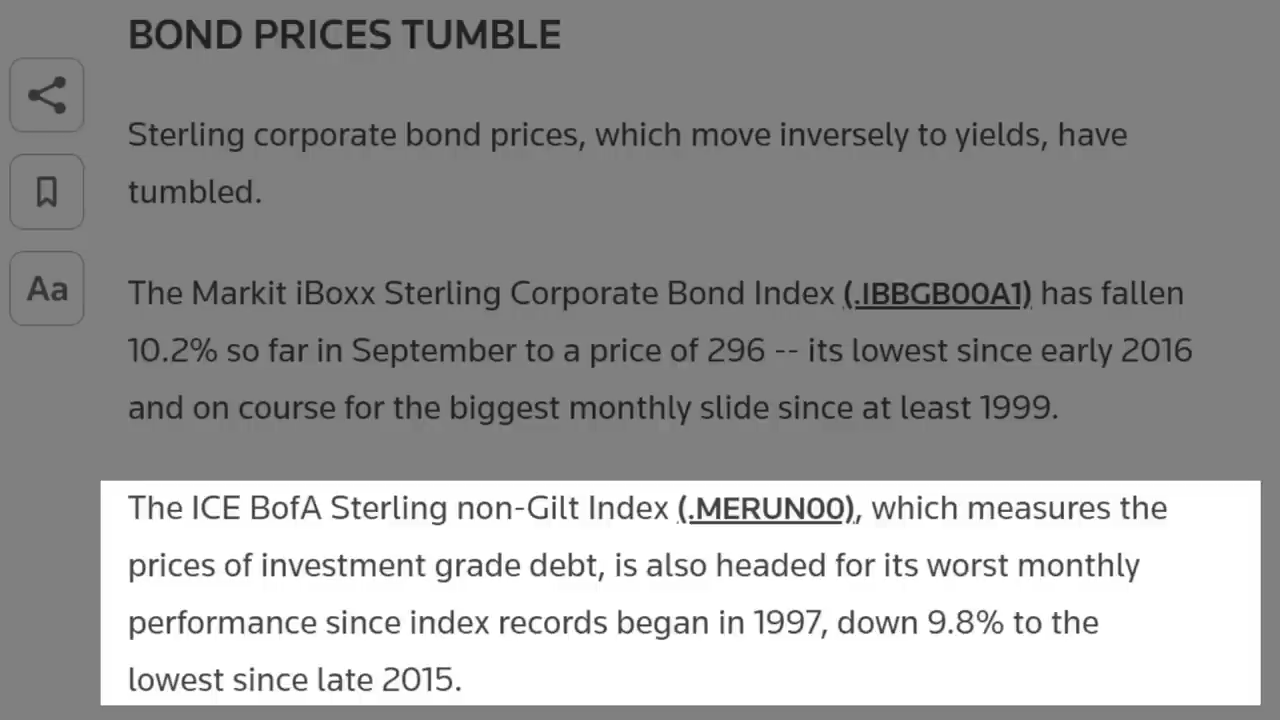 BOND PRICES TUMBLE
Sterling corporate bond prices, which move inversely to yields, have
tumbled.
Aa
The Markit iBoxx Sterling Corporate Bond Index (.IBBGB00A1) has fallen
10.2% so far in September to a price of 296 -- its lowest since early 2016
and on course for the biggest monthly slide since at least 1999.
The ICE BofA Sterling non-Gilt Index (.MERUN00), which measures the
prices of investment grade debt, is also headed for its worst monthly
performance since index records began in 1997, down 9.8% to the
lowest since late 2015.